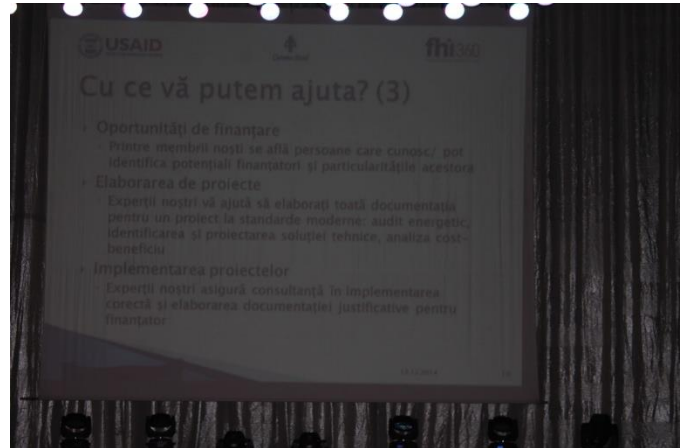 USAID
fhi360
Cu ce vă putem ajuta? (3)
Oportunități de finanțare
Printre membrii noști se află persoane care cunosc/ pot
identifica potențiali finanțatori și particularitățile acestora
Elaborarea de proiecte
Experții noștri vă ajută să elaborați toată documentația
pentru un proiect la standarde moderne: audit energetic,
identificarea și proiectarea soluției tehnice, analiza cost-
beneficiu
Implementarea proiectelor
Experții noștri asigură consultanță în implementarea
corectă și elaborarea documentației justificative pentru
finanțator